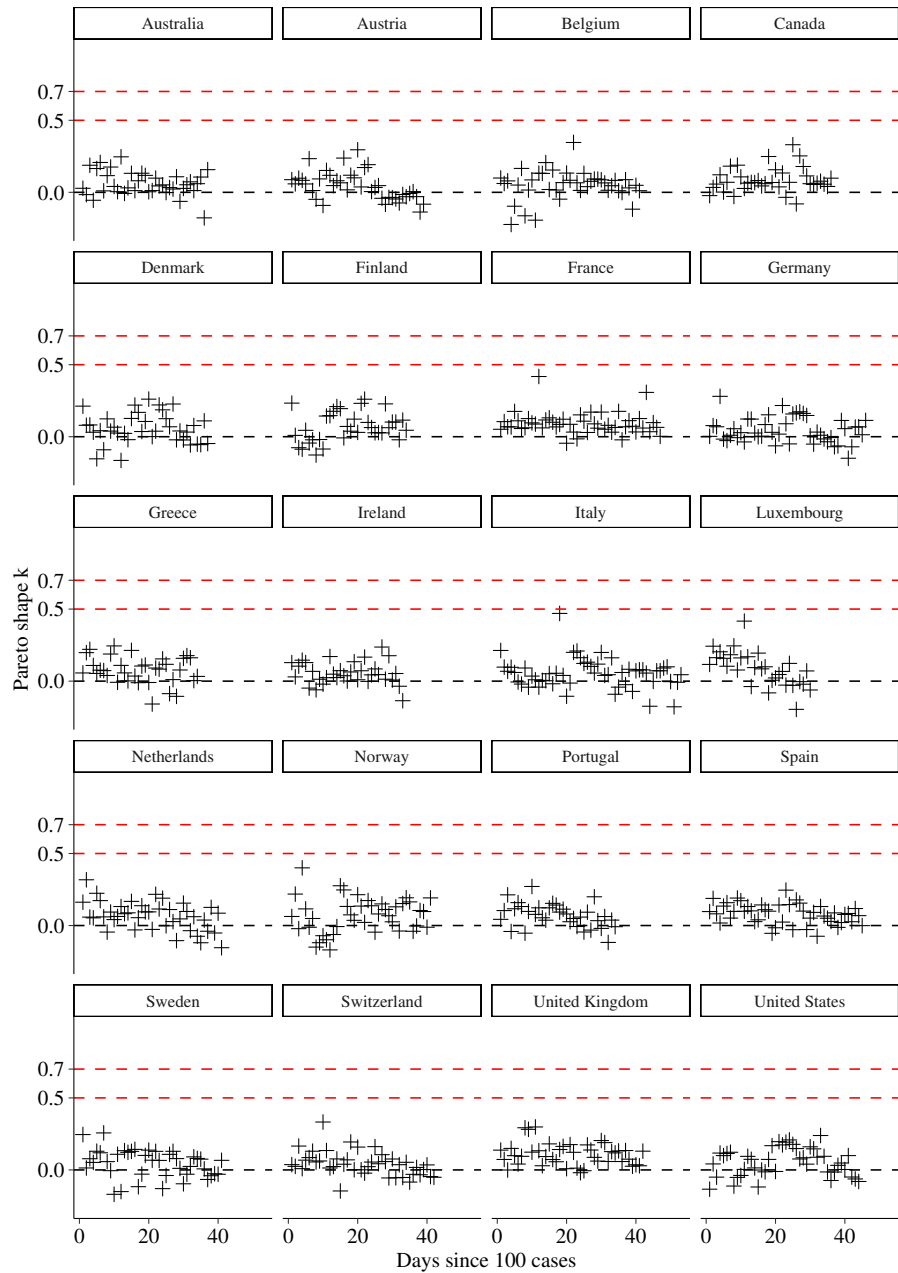 Australia Austria Belgium Canada
0.7
0.5
0.0
Denmark Finland France Germany
0.7
0.5
0.0
Greece Ireland Italy Luxembourg
0.7
0.5
0.0
Pareto shape k
Netherlands Norway Portugal Spain
0.7
0.5
0.0
Sweden Switzerland United Kingdom United States
0.7
0.5
0.0
0 20 40 0 20 40 0 20 40 0 20 40
Days since 100 cases